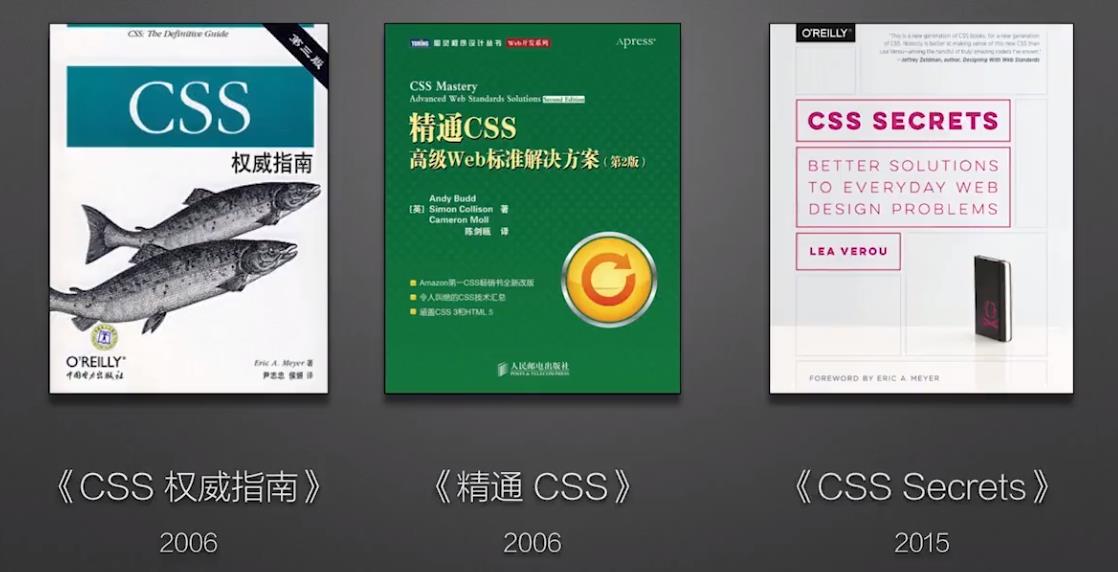 CSS: The Definitive Guide
第三版
CSS
权威指南
O'REILLY®
中国电力出版社
Eric A. Meyer 著
尹志忠 侯妍 译
TURING 图灵程序设计丛书 Web开发系列
Apress®
CSS Mastery
Advanced Web Standards Solutions Second Edition
精通CSS
高级Web标准解决方案(第2版)
[英]
Andy Budd
Simon Collison 著
Cameron Moll
陈剑瓯 译
Amazon第一CSS畅销书全新改版
令人叫绝的CSS技术汇总
涵盖CSS 3和HTML 5
人民邮电出版社
POSTS & TELECOM PRESS
O'REILLY®
"This is a new generation of CSS books, for a new generation
of CSS. Nobody is better at making sense of this new CSS than
Lea Verou—among the handful of truly amazing coders I've known."
— Jeffrey Zeldman, author, Designing With Web Standards
CSS SECRETS
BETTER SOLUTIONS
TO EVERYDAY WEB
DESIGN PROBLEMS
LEA VEROU
FOREWORD BY ERIC A. MEYER
《CSS 权威指南》
2006
《精通 CSS》
2006
《CSS Secrets》
2015